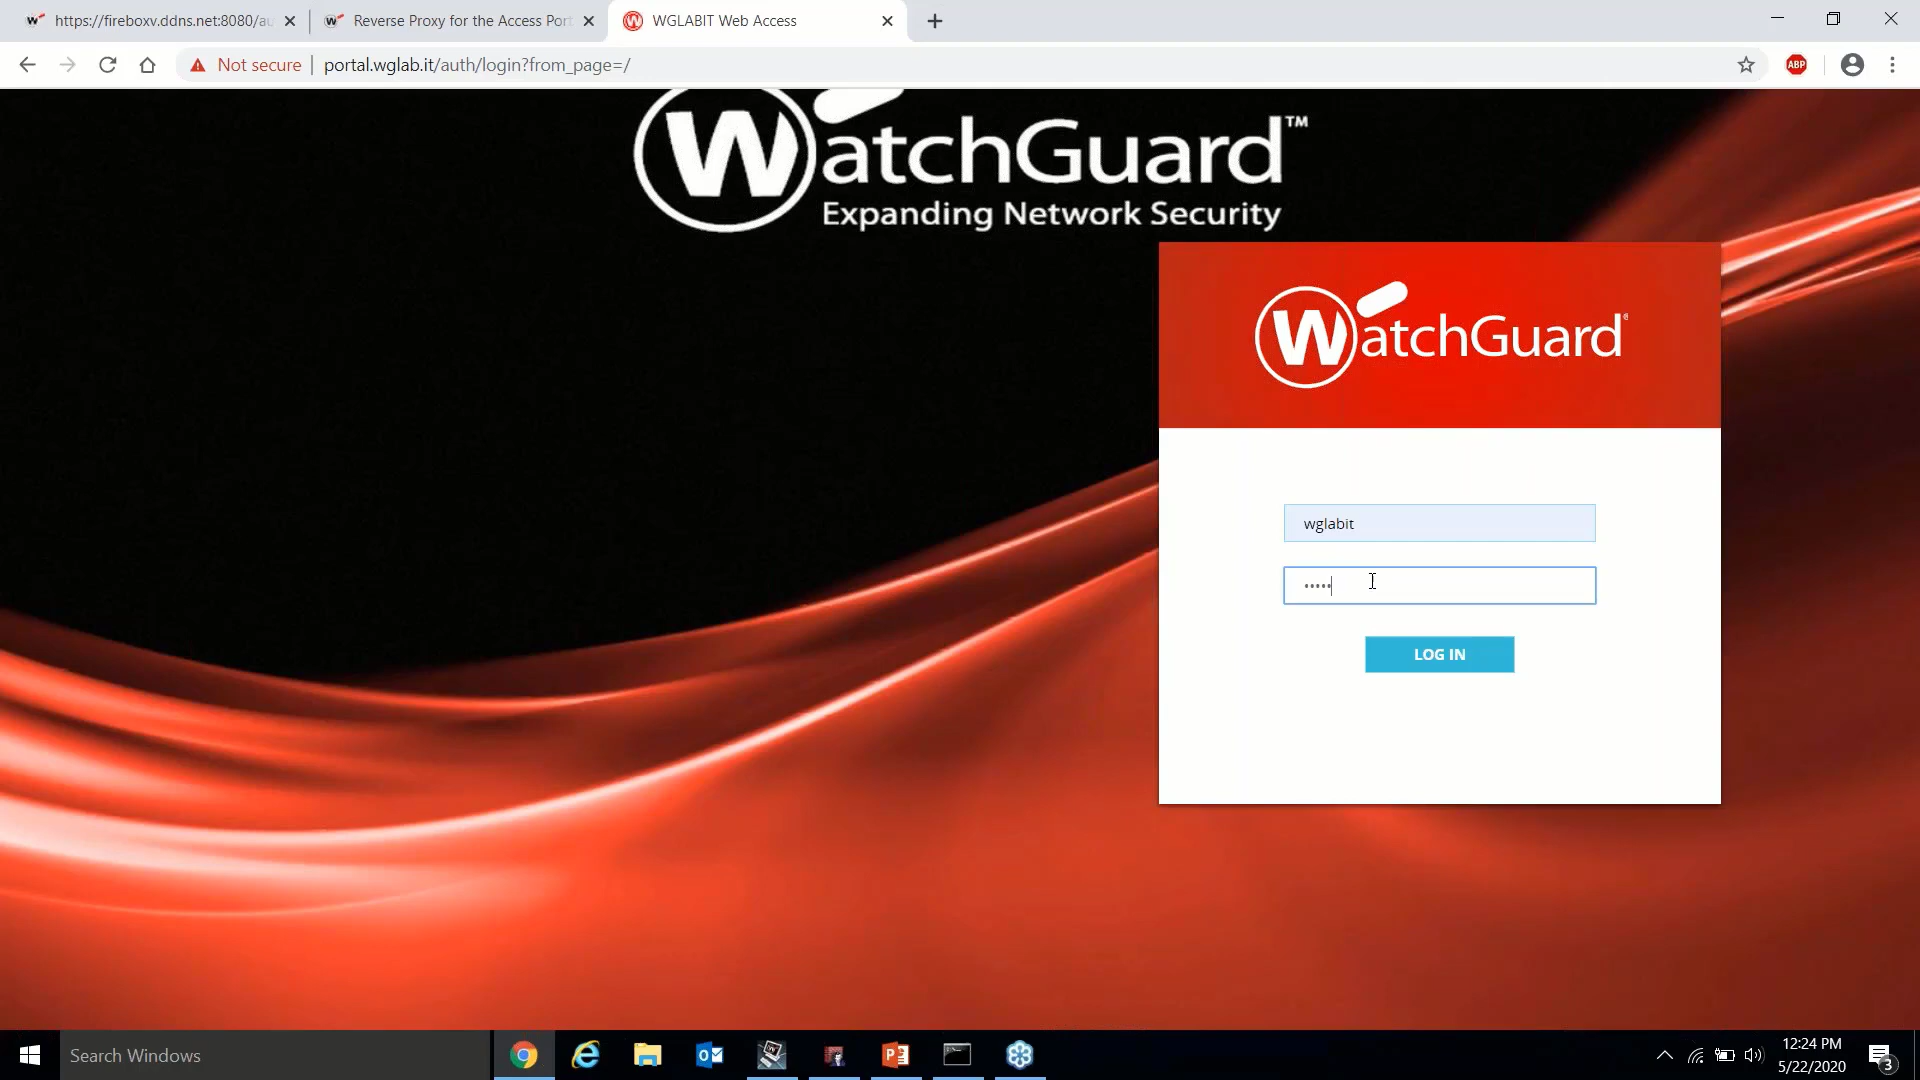 https://fireboxv.ddns.net:8080/au
Reverse Proxy for the Access Port
WGLABIT Web Access
Not secure
portal.wglab.it/auth/login?from_page=/
ABP
WatchGuard™
Expanding Network Security
WatchGuard®
wglabit
•••••
LOG IN
Search Windows
12:24 PM
5/22/2020
3